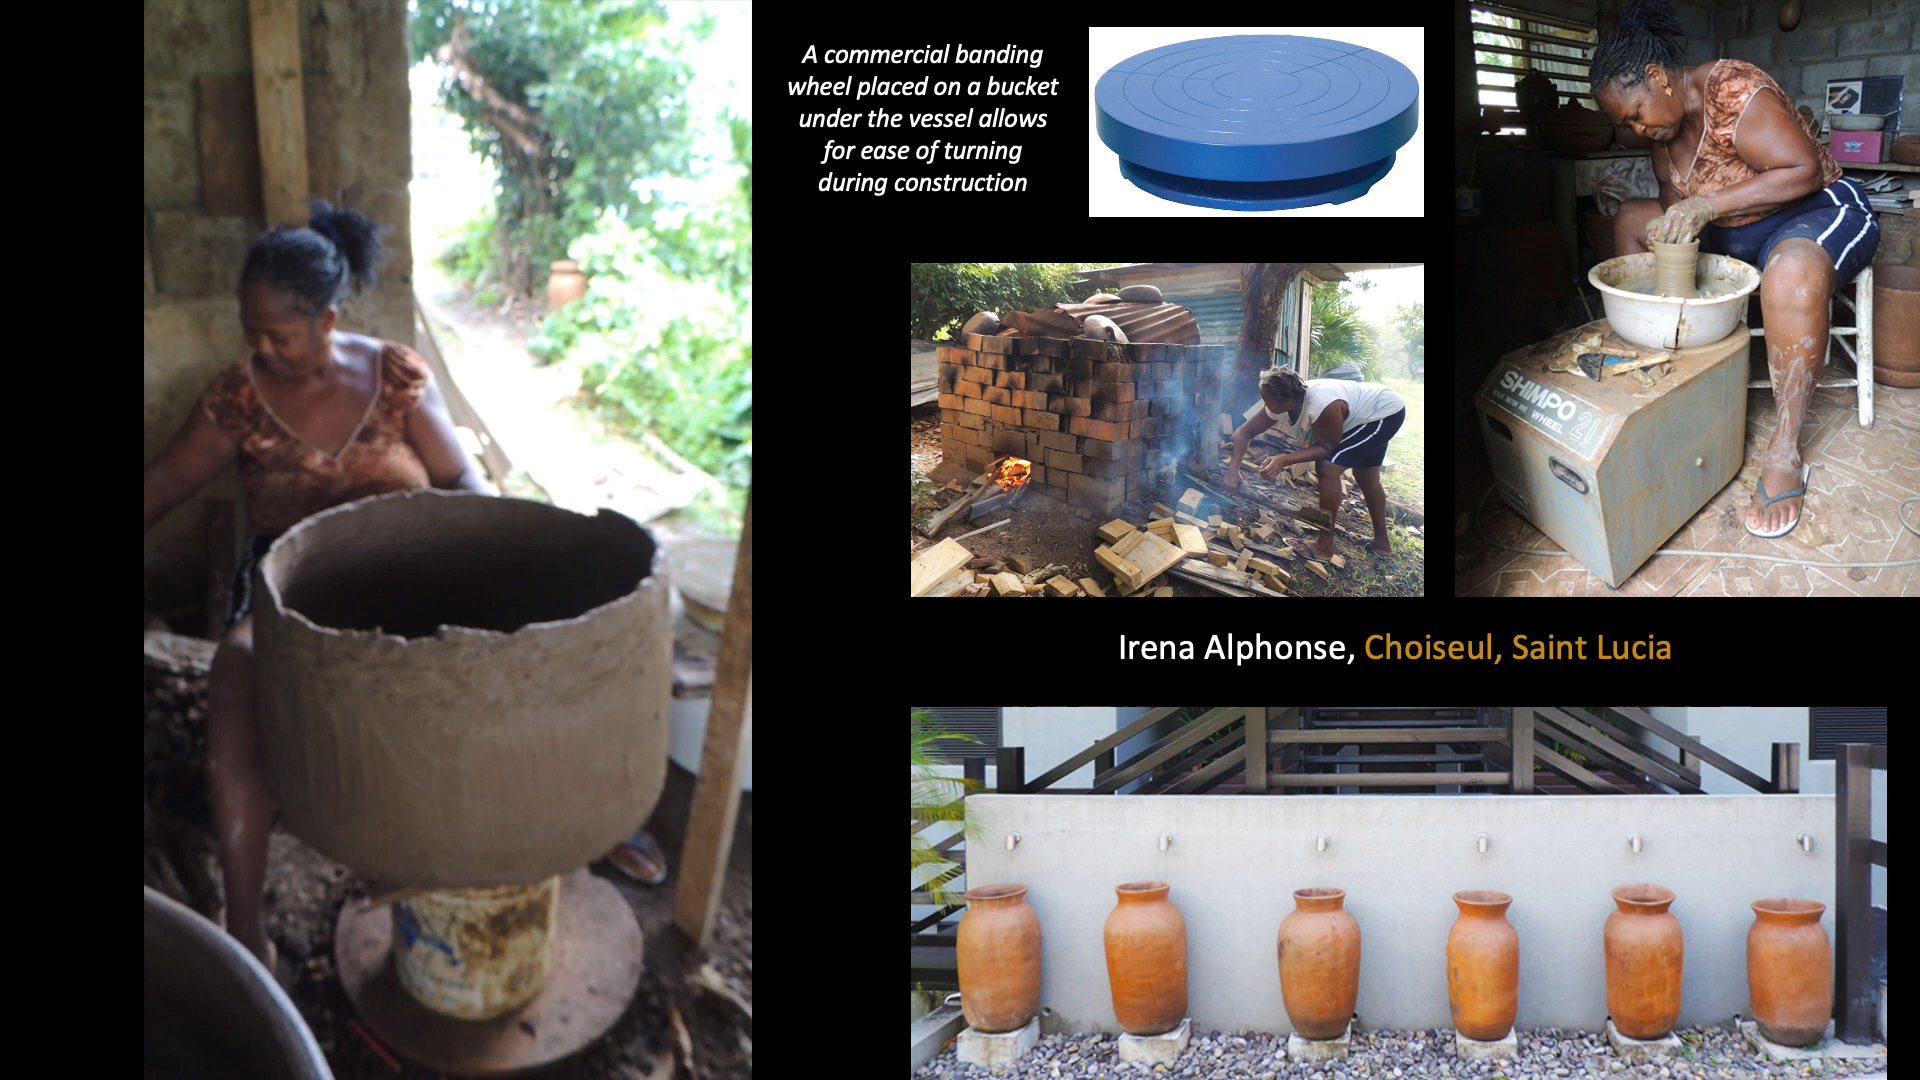 A commercial banding
wheel placed on a bucket
under the vessel allows
for ease of turning
during construction
SHIMPO 21
WHEEL
Irena Alphonse, Choiseul, Saint Lucia